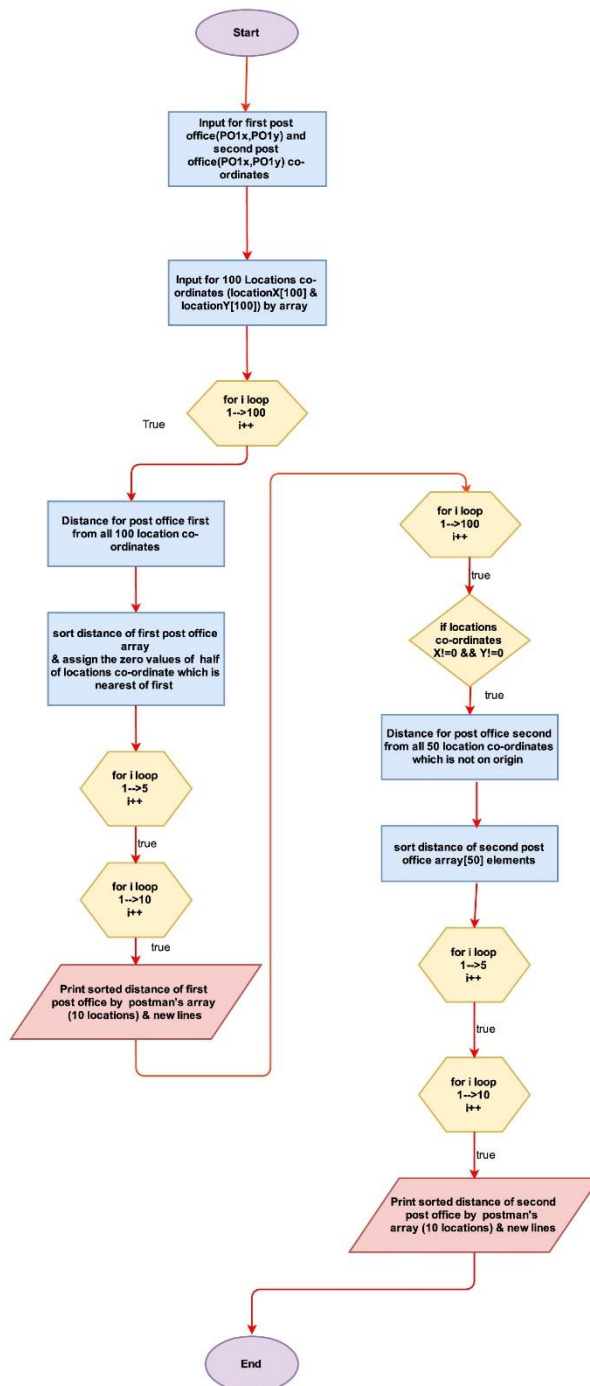 Start
Input for first post
office(PO1x,PO1y) and
second post
office(PO1x,PO1y) co-
ordinates
Input for 100 Locations co-
ordinates (locationX[100] &
locationY[100]) by array
for i loop
1-->100
i++
True
Distance for post office first
from all 100 location co-
ordinates
sort distance of first post office
array
& assign the zero values of half
of locations co-ordinate which is
nearest of first
for i loop
1-->5
i++
true
for i loop
1-->10
i++
true
Print sorted distance of first
post office by postman's array
(10 locations) & new lines
for i loop
1-->100
i++
true
if locations
co-ordinates
X!=0 && Y!=0
true
Distance for post office second
from all 50 location co-ordinates
which is not on origin
sort distance of second post
office array[50] elements
for i loop
1-->5
i++
true
for i loop
1-->10
i++
true
Print sorted distance of second
post office by postman's
array (10 locations) & new lines
End